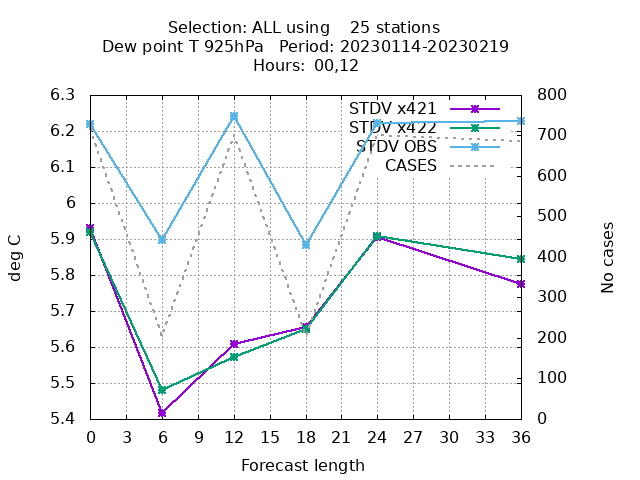 Selection: ALL using    25 stations
Dew point T 925hPa   Period: 20230114-20230219
Hours:  00,12
6.3
6.2
6.1
6
5.9
5.8
5.7
5.6
5.5
5.4
deg C
STDV x421
STDV x422
STDV OBS
CASES
800
700
600
500
400
300
200
100
0
No cases
0 3 6 9 12 15 18 21 24 27 30 33 36
Forecast length